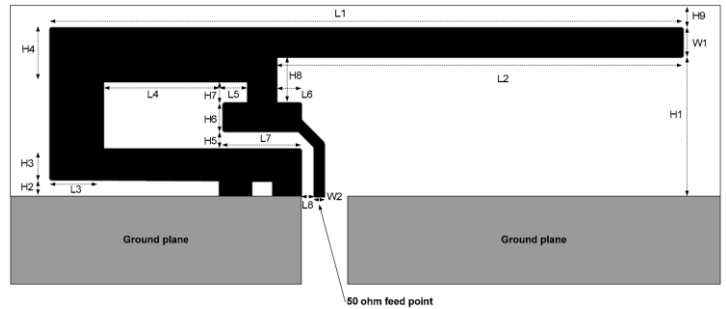 L1
H9
H4
W1
L2
H8
H1
L4
H7
L5
L6
H6
H5
L7
H3
H2
L3
L8
W2
Ground plane
Ground plane
50 ohm feed point